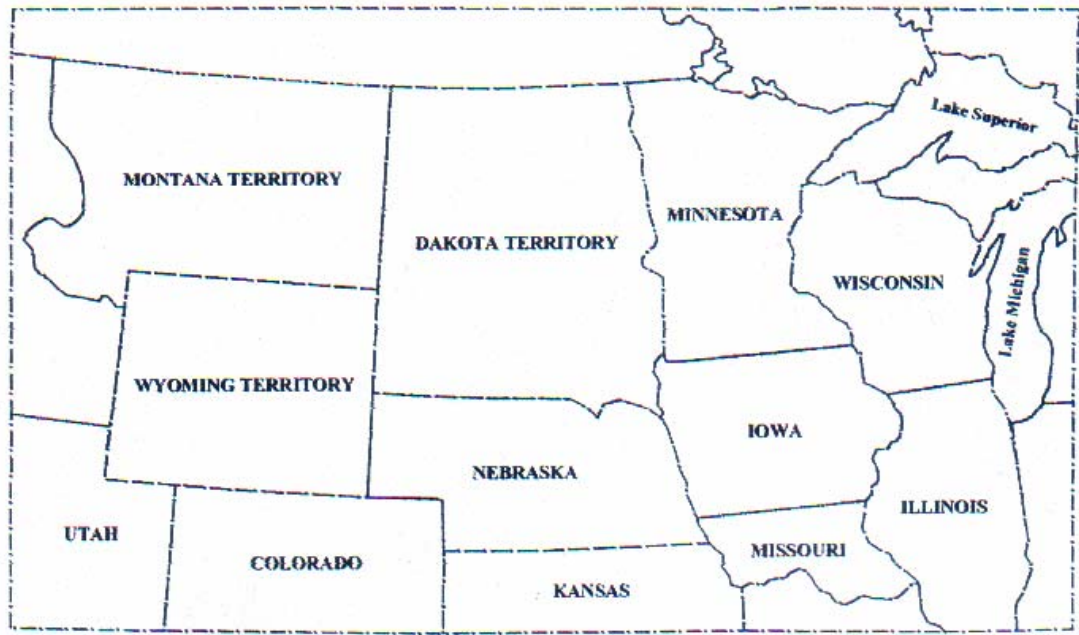 Lake Superior
MONTANA TERRITORY
MINNESOTA
DAKOTA TERRITORY
WISCONSIN
Lake Michigan
WYOMING TERRITORY
IOWA
NEBRASKA
ILLINOIS
UTAH
MISSOURI
COLORADO
KANSAS